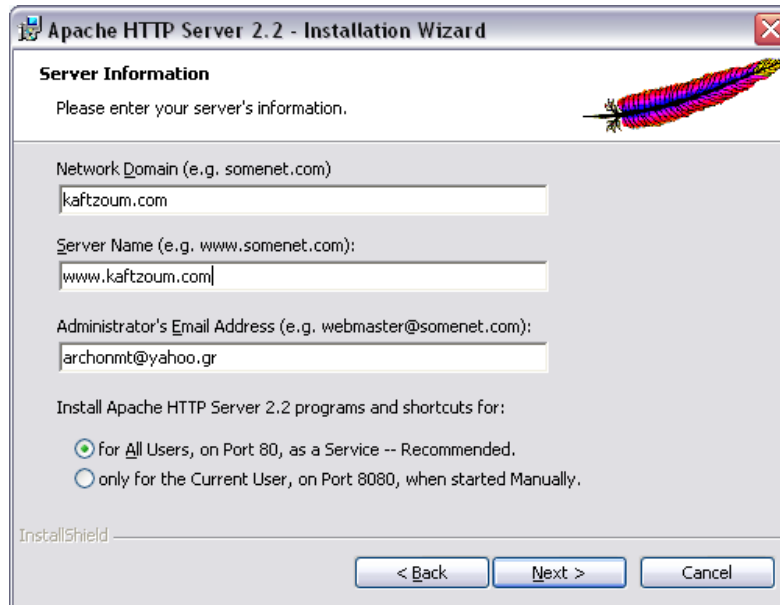 Apache HTTP Server 2.2 - Installation Wizard
Server Information
Please enter your server's information.
Network Domain (e.g. somenet.com)
kaftzoum.com
Server Name (e.g. www.somenet.com):
www.kaftzoum.com
Administrator's Email Address (e.g. webmaster@somenet.com):
archonmt@yahoo.gr
Install Apache HTTP Server 2.2 programs and shortcuts for:
for All Users, on Port 80, as a Service -- Recommended.
only for the Current User, on Port 8080, when started Manually.
InstallShield
< Back Next > Cancel